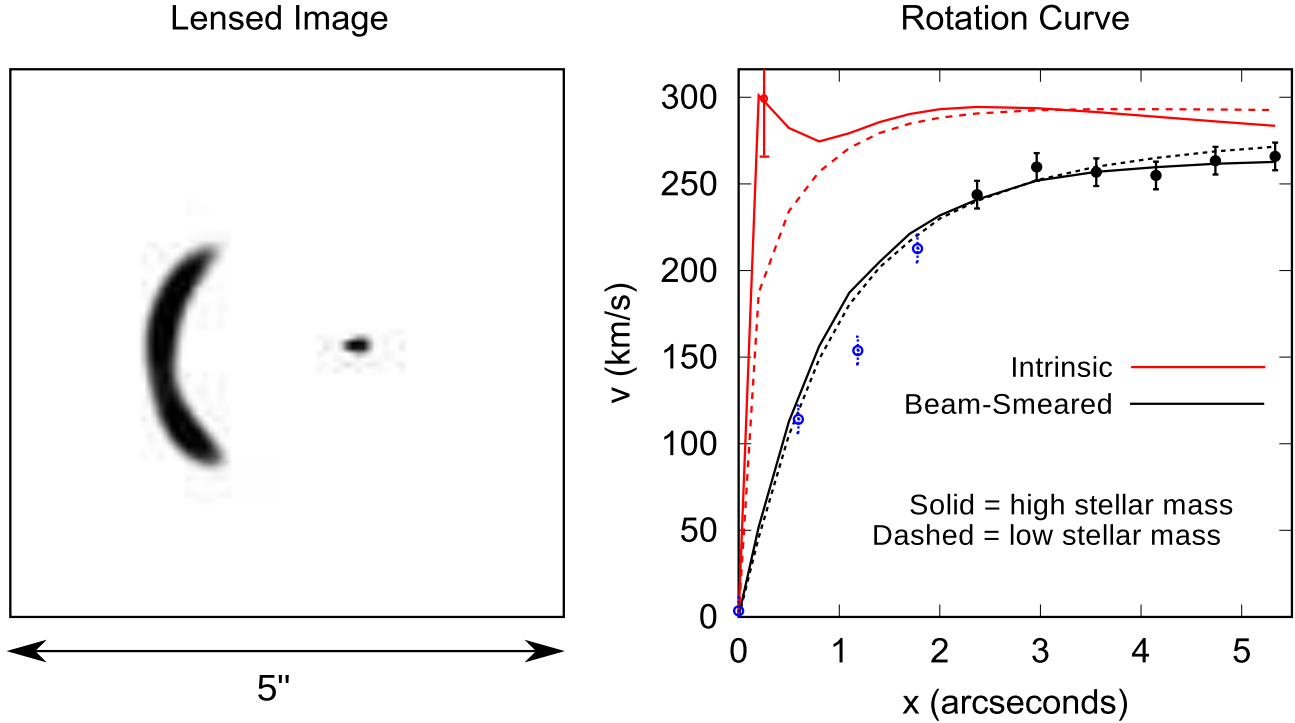 Lensed Image
5"
Rotation Curve
300
250
200
150
100
50
0
v (km/s)
Intrinsic
Beam-Smeared
Solid = high stellar mass
Dashed = low stellar mass
0 1 2 3 4 5
x (arcseconds)